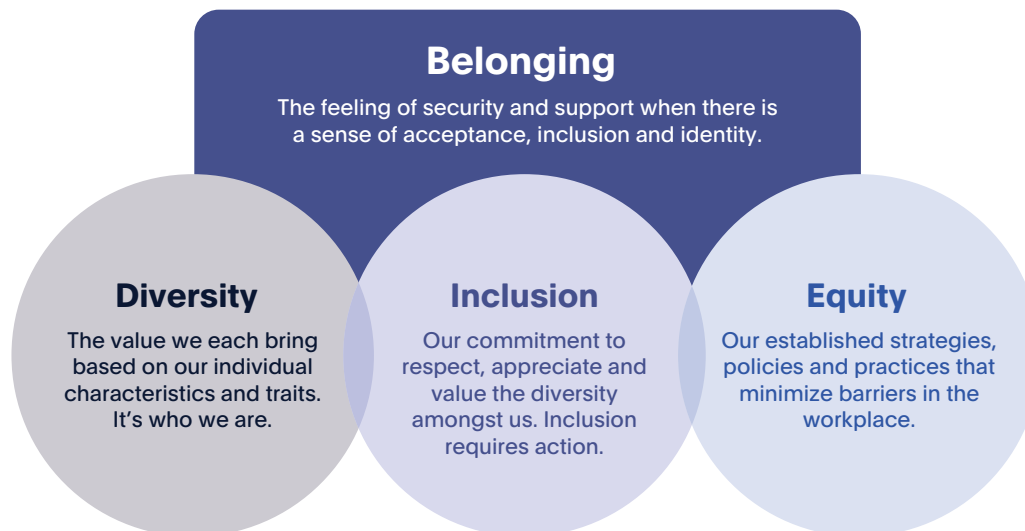 Belonging
The feeling of security and support when there is
a sense of acceptance, inclusion and identity.
Diversity
The value we each bring
based on our individual
characteristics and traits.
It’s who we are.
Inclusion
Our commitment to
respect, appreciate and
value the diversity
amongst us. Inclusion
requires action.
Equity
Our established strategies,
policies and practices that
minimize barriers in the
workplace.